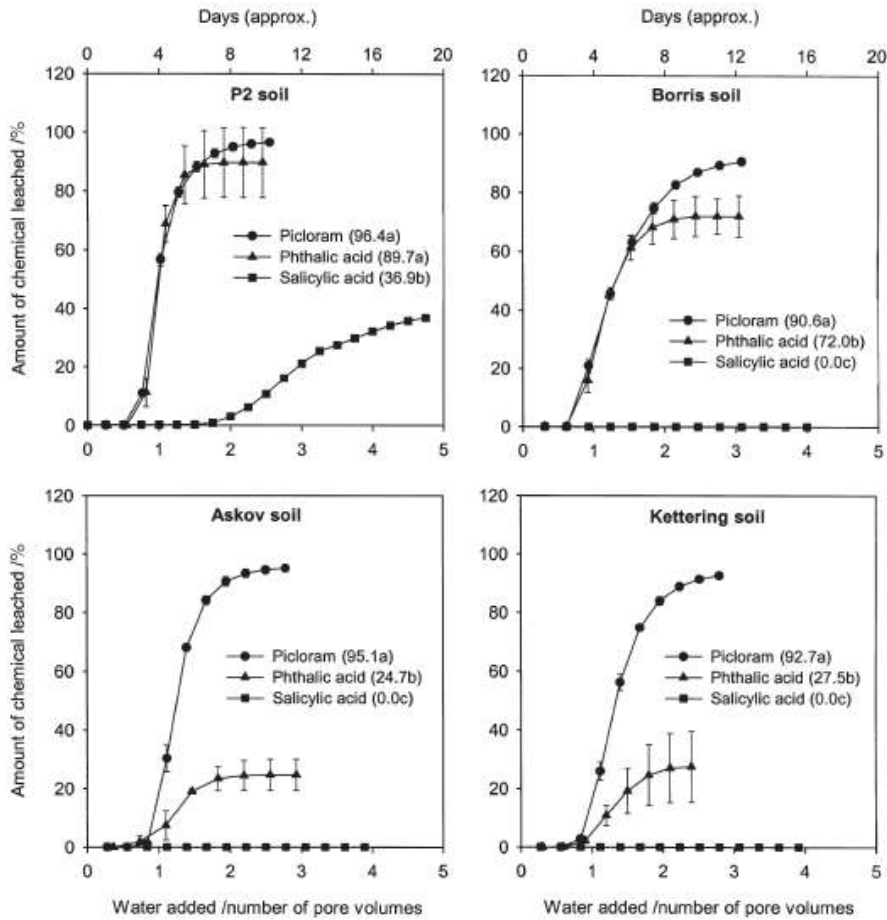 Days (approx.)
Days (approx.)
0 4 8 12 16 20
0 4 8 12 16 20
120
100
80
60
40
20
0
Amount of chemical leached /%
P2 soil
Picloram (96.4a)
Phthalic acid (89.7a)
Salicylic acid (36.9b)
0 1 2 3 4 5
120
100
80
60
40
20
0
Borris soil
Picloram (90.6a)
Phthalic acid (72.0b)
Salicylic acid (0.0c)
0 1 2 3 4 5
120
100
80
60
40
20
0
Amount of chemical leached /%
Askov soil
Picloram (95.1a)
Phthalic acid (24.7b)
Salicylic acid (0.0c)
0 1 2 3 4 5
Water added /number of pore volumes
120
100
80
60
40
20
0
Kettering soil
Picloram (92.7a)
Phthalic acid (27.5b)
Salicylic acid (0.0c)
0 1 2 3 4 5
Water added /number of pore volumes